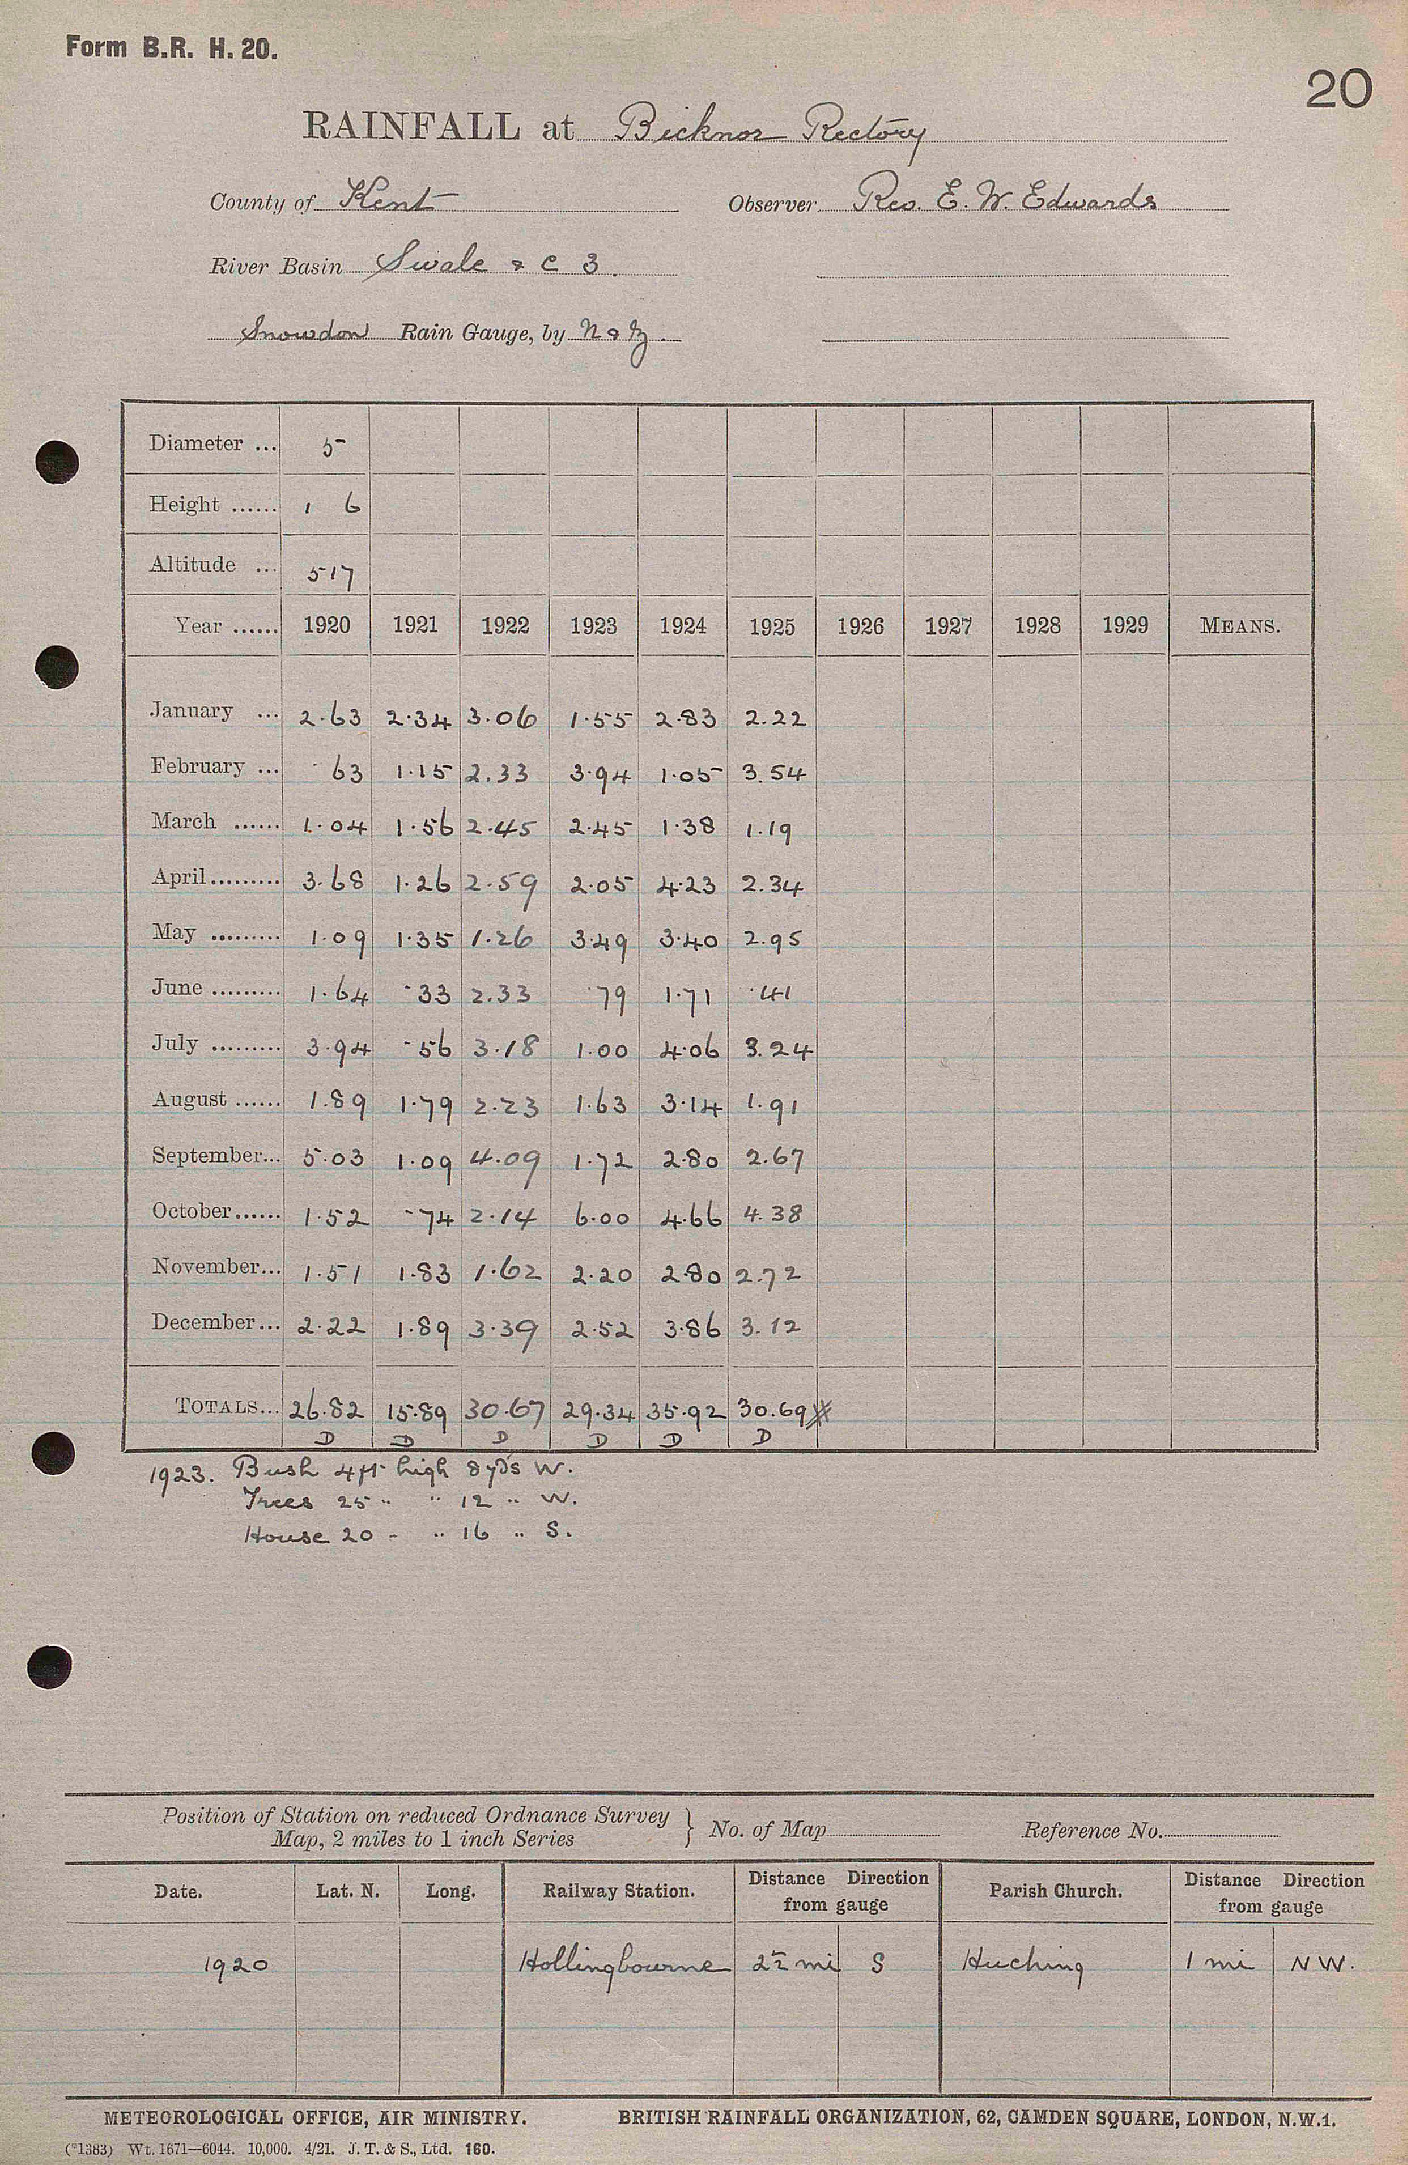 Form B.R. H. 20.
20
RAINFALL at Bicknor Rectory
County of Kent Observer Rev. E. W. Edwards
River Basin Swale & C 3.
Snowdon Rain Gauge, by N & Z.
Diameter ... 5
Height ...... 1 6
Altitude ... 517
Year ...... 1920 1921 1922 1923 1924 1925 1926 1927 1928 1929 MEANS.
January ... 2.63 2.34 3.06 1.55 2.83 2.22
February ... .63 1.15 2.33 3.94 1.05 3.54
March ...... 1.04 1.56 2.45 2.45 1.38 1.19
April ......... 3.68 1.26 2.59 2.05 4.23 2.34
May ......... 1.09 1.35 1.26 3.49 3.40 2.95
June ......... 1.64 .33 2.33 .79 1.71 .41
July ......... 3.94 .56 3.18 1.00 4.06 3.24
August ...... 1.89 1.79 2.23 1.63 3.14 1.91
September... 5.03 1.09 4.09 1.72 2.80 2.67
October...... 1.52 .74 2.14 6.00 4.66 4.38
November... 1.51 1.83 1.62 2.20 2.80 2.72
December... 2.22 1.89 3.39 2.52 3.86 3.12
TOTALS... 26.82 15.89 30.67 29.34 35.92 30.69
D D D D D D
1923. Bush 4ft high 8 yds W.
Trees 25 " " 12 " W.
House 20 - " 16 " S.
Position of Station on reduced Ordnance Survey
Map, 2 miles to 1 inch Series } No. of Map Reference No.
Date. Lat. N. Long. Railway Station. Distance Direction from gauge Parish Church. Distance Direction from gauge
1920 Hollingbourne 2½ mi S Hucking 1 mi NW.
METEOROLOGICAL OFFICE, AIR MINISTRY. BRITISH RAINFALL ORGANIZATION, 62, CAMDEN SQUARE, LONDON, N.W.1.
(*1383) Wt. 1671—6044. 10,000. 4/21. J. T. & S., Ltd. 160.